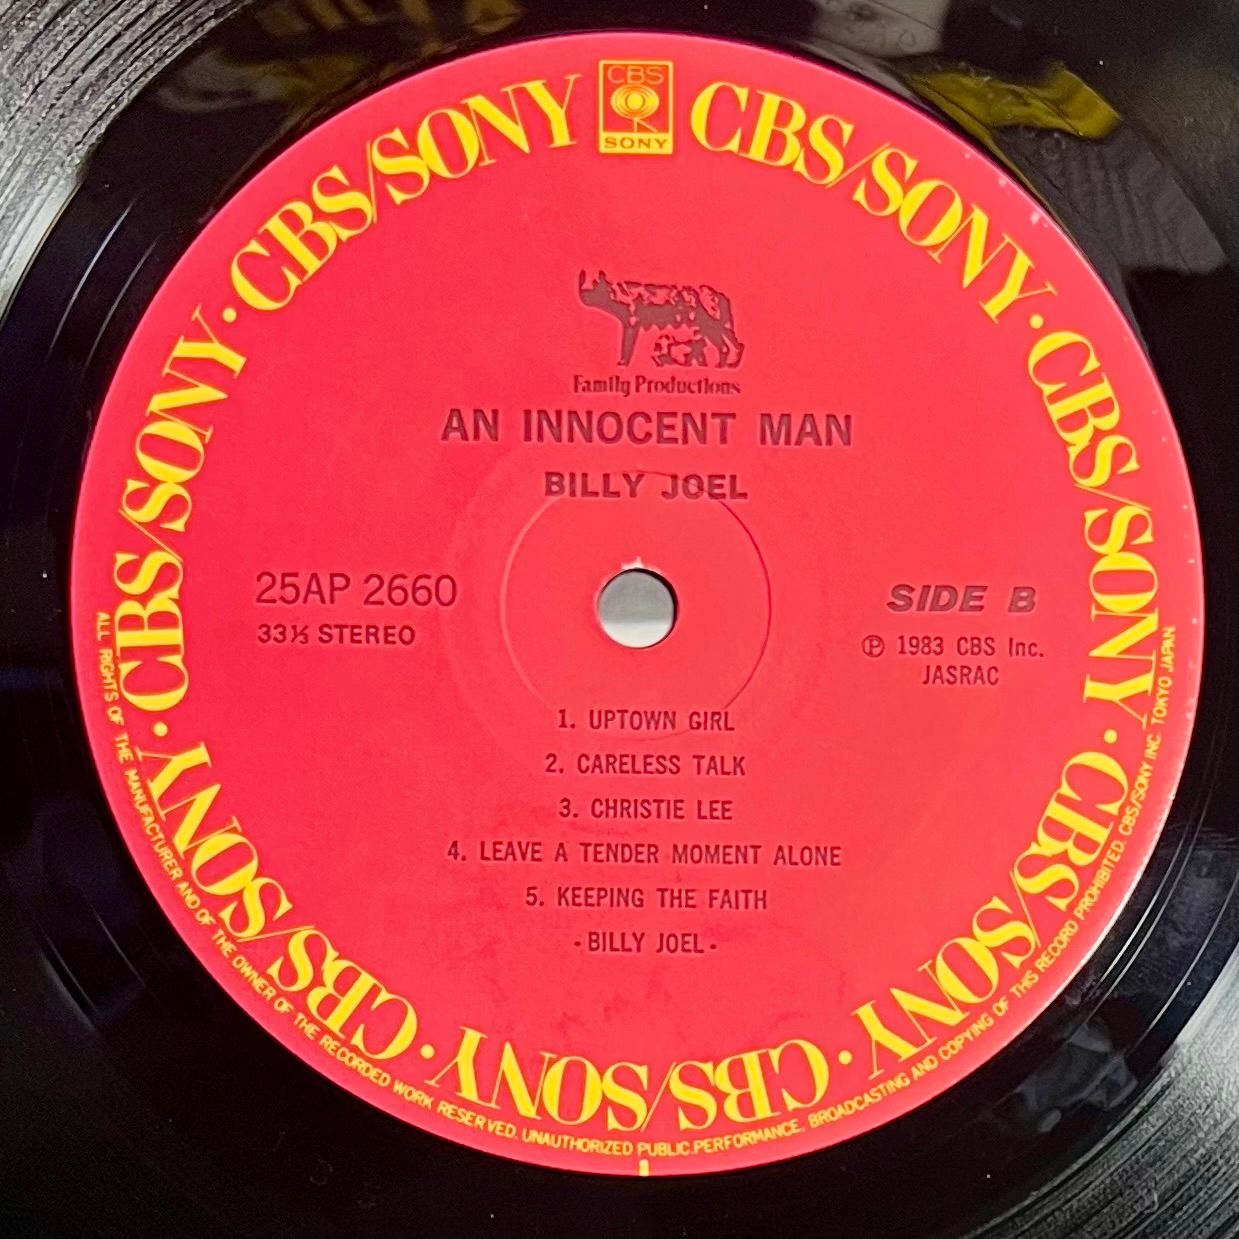 CBS
SONY
CBS/SONY · CBS/SONY · CBS/SONY · CBS/SONY · CBS/SONY · CBS/SONY · CBS/SONY · CBS/SONY
Family Productions
AN INNOCENT MAN
BILLY JOEL
25AP 2660
33⅓ STEREO
SIDE B
Ⓟ 1983 CBS Inc.
JASRAC
1. UPTOWN GIRL
2. CARELESS TALK
3. CHRISTIE LEE
4. LEAVE A TENDER MOMENT ALONE
5. KEEPING THE FAITH
-BILLY JOEL-
ALL RIGHTS OF THE MANUFACTURER AND OF THE OWNER OF THE RECORDED WORK RESERVED. UNAUTHORIZED PUBLIC PERFORMANCE, BROADCASTING AND COPYING OF THIS RECORD PROHIBITED. CBS/SONY INC. TOKYO JAPAN